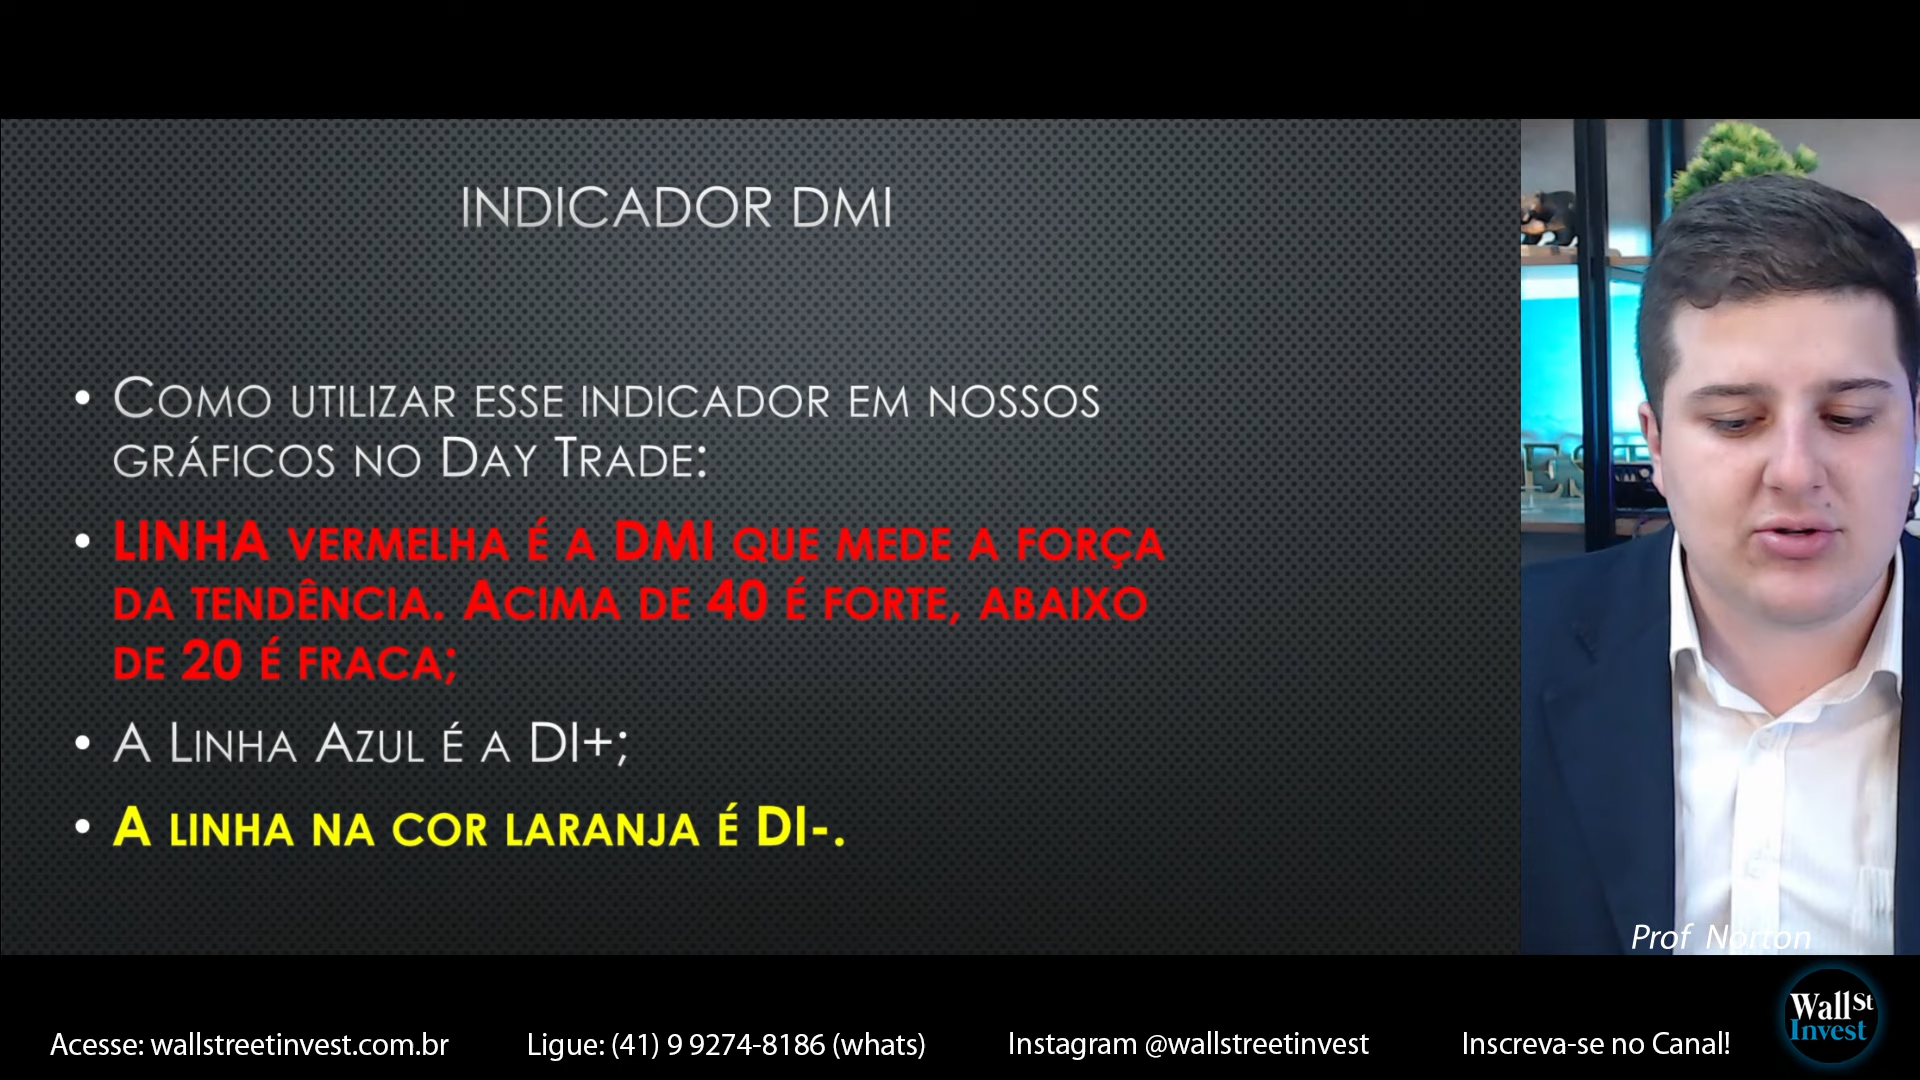 INDICADOR DMI
• COMO UTILIZAR ESSE INDICADOR EM NOSSOS
GRÁFICOS NO DAY TRADE:
• LINHA VERMELHA É A DMI QUE MEDE A FORÇA
DA TENDÊNCIA. ACIMA DE 40 É FORTE, ABAIXO
DE 20 É FRACA;
• A LINHA AZUL É A DI+;
• A LINHA NA COR LARANJA É DI-.
Prof Norton
Acesse: wallstreetinvest.com.br
Ligue: (41) 9 9274-8186 (whats)
Instagram @wallstreetinvest
Inscreva-se no Canal!
Wall St
Invest